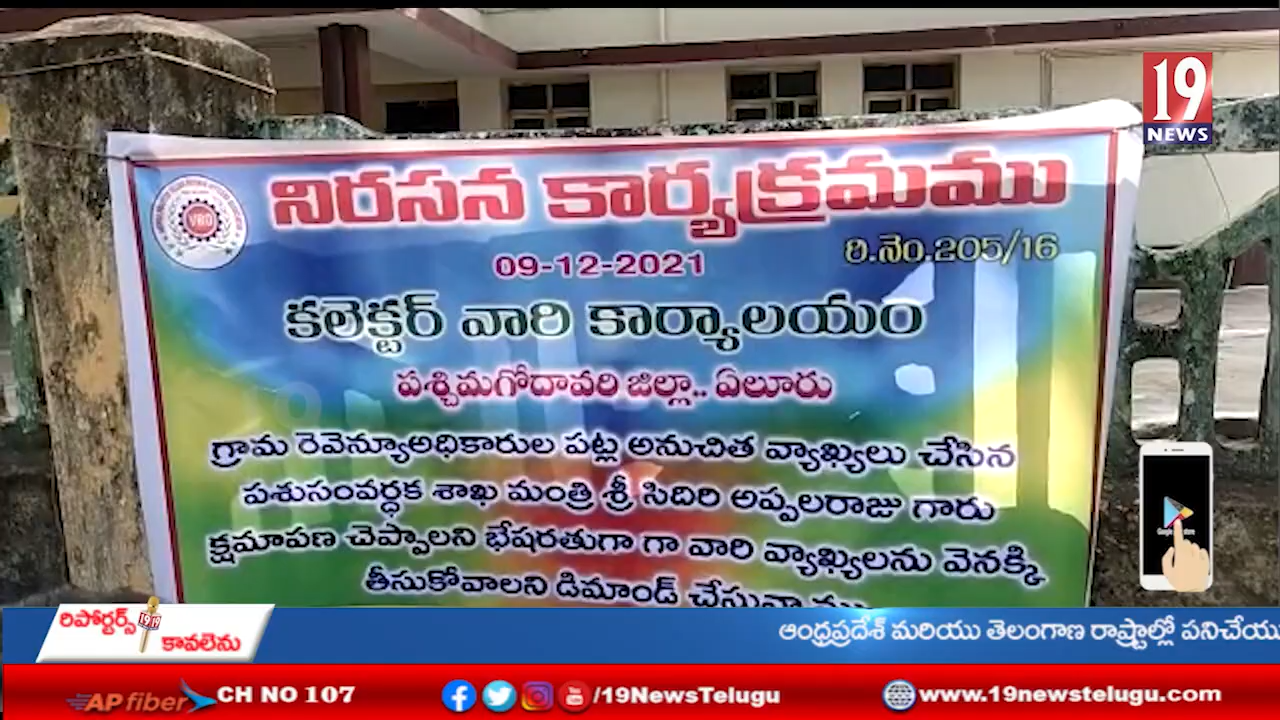 19
NEWS
నిరసన కార్యక్రమము
VRO
09-12-2021
రి.నెం.205/16
కలెక్టర్ వారి కార్యాలయం
పశ్చిమగోదావరి జిల్లా.. ఏలూరు
గ్రామ రెవెన్యూఅధికారుల పట్ల అనుచిత వ్యాఖ్యలు చేసిన
పశుసంవర్ధక శాఖ మంత్రి శ్రీ సిదిరి అప్పలరాజు గారు
క్షమాపణ చెప్పాలని భేషరతుగా గా వారి వ్యాఖ్యలను వెనక్కి
తీసుకోవాలని డిమాండ్ చేస్తున్నాము
రిపోర్టర్స్
కావలెను
ఆంధ్రప్రదేశ్ మరియు తెలంగాణ రాష్ట్రాల్లో పనిచేయు
AP fiber CH NO 107 /19NewsTelugu www.19newstelugu.com